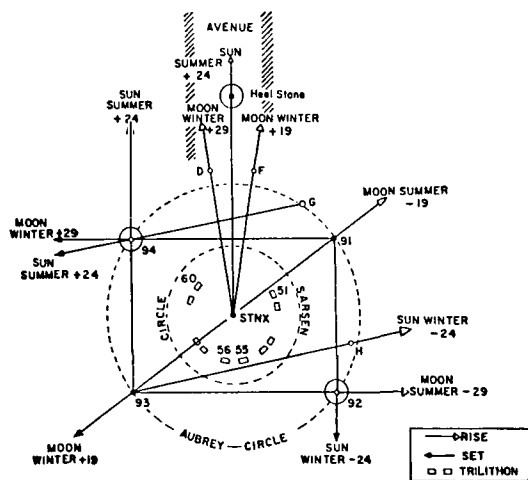 AVENUE
SUN
SUMMER
+ 24
Heel Stone
MOON
WINTER
+29
MOON WINTER
+19
SUN
SUMMER
+24
D
F
G
MOON SUMMER
-19
MOON
WINTER+29
94
SUN
SUMMER+24
91
60
51
CIRCLE
SARSEN
STNX
SUN WINTER
-24
H
56 55
93
92
MOON
SUMMER -29
MOON
WINTER+19
AUBREY—CIRCLE
SUN
WINTER-24
RISE
SET
TRILITHON